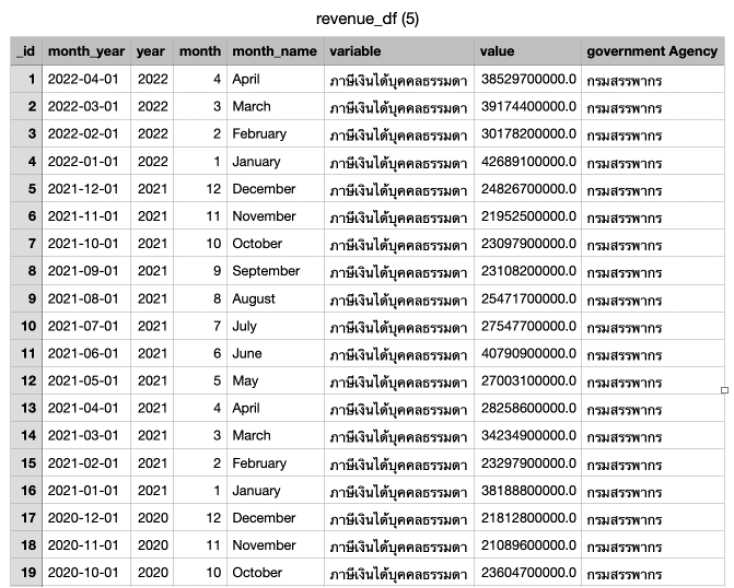 revenue_df (5)
_id month_year year month month_name variable value government Agency
1 2022-04-01 2022 4 April ภาษีเงินได้บุคคลธรรมดา 38529700000.0 กรมสรรพากร
2 2022-03-01 2022 3 March ภาษีเงินได้บุคคลธรรมดา 39174400000.0 กรมสรรพากร
3 2022-02-01 2022 2 February ภาษีเงินได้บุคคลธรรมดา 30178200000.0 กรมสรรพากร
4 2022-01-01 2022 1 January ภาษีเงินได้บุคคลธรรมดา 42689100000.0 กรมสรรพากร
5 2021-12-01 2021 12 December ภาษีเงินได้บุคคลธรรมดา 24826700000.0 กรมสรรพากร
6 2021-11-01 2021 11 November ภาษีเงินได้บุคคลธรรมดา 21952500000.0 กรมสรรพากร
7 2021-10-01 2021 10 October ภาษีเงินได้บุคคลธรรมดา 23097900000.0 กรมสรรพากร
8 2021-09-01 2021 9 September ภาษีเงินได้บุคคลธรรมดา 23108200000.0 กรมสรรพากร
9 2021-08-01 2021 8 August ภาษีเงินได้บุคคลธรรมดา 25471700000.0 กรมสรรพากร
10 2021-07-01 2021 7 July ภาษีเงินได้บุคคลธรรมดา 27547700000.0 กรมสรรพากร
11 2021-06-01 2021 6 June ภาษีเงินได้บุคคลธรรมดา 40790900000.0 กรมสรรพากร
12 2021-05-01 2021 5 May ภาษีเงินได้บุคคลธรรมดา 27003100000.0 กรมสรรพากร
13 2021-04-01 2021 4 April ภาษีเงินได้บุคคลธรรมดา 28258600000.0 กรมสรรพากร
14 2021-03-01 2021 3 March ภาษีเงินได้บุคคลธรรมดา 34234900000.0 กรมสรรพากร
15 2021-02-01 2021 2 February ภาษีเงินได้บุคคลธรรมดา 23297900000.0 กรมสรรพากร
16 2021-01-01 2021 1 January ภาษีเงินได้บุคคลธรรมดา 38188800000.0 กรมสรรพากร
17 2020-12-01 2020 12 December ภาษีเงินได้บุคคลธรรมดา 21812800000.0 กรมสรรพากร
18 2020-11-01 2020 11 November ภาษีเงินได้บุคคลธรรมดา 21089600000.0 กรมสรรพากร
19 2020-10-01 2020 10 October ภาษีเงินได้บุคคลธรรมดา 23604700000.0 กรมสรรพากร